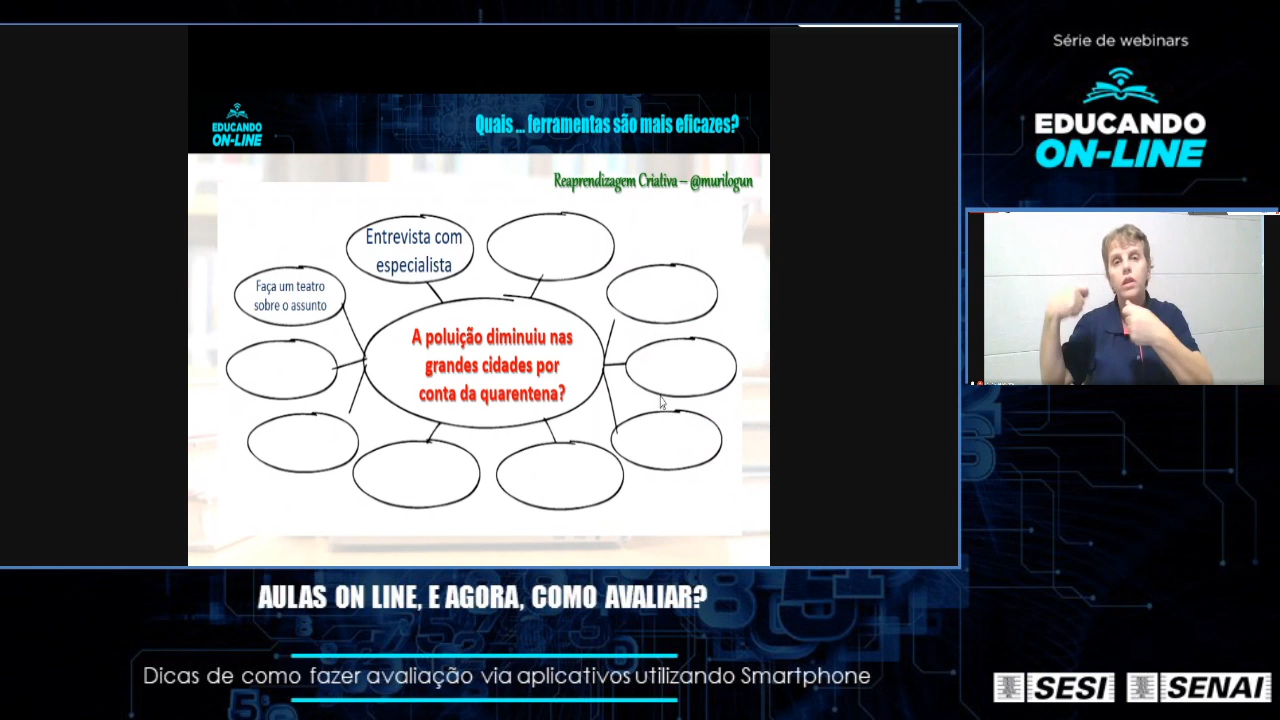 Série de webinars
EDUCANDO
ON-LINE
EDUCANDO
ON-LINE
Quais ... ferramentas são mais eficazes?
Reaprendizagem Criativa – @murilogun
Entrevista com
especialista
Faça um teatro
sobre o assunto
A poluição diminuiu nas
grandes cidades por
conta da quarentena?
AULAS ON LINE, E AGORA, COMO AVALIAR?
Dicas de como fazer avaliação via aplicativos utilizando Smartphone
SESI
SENAI